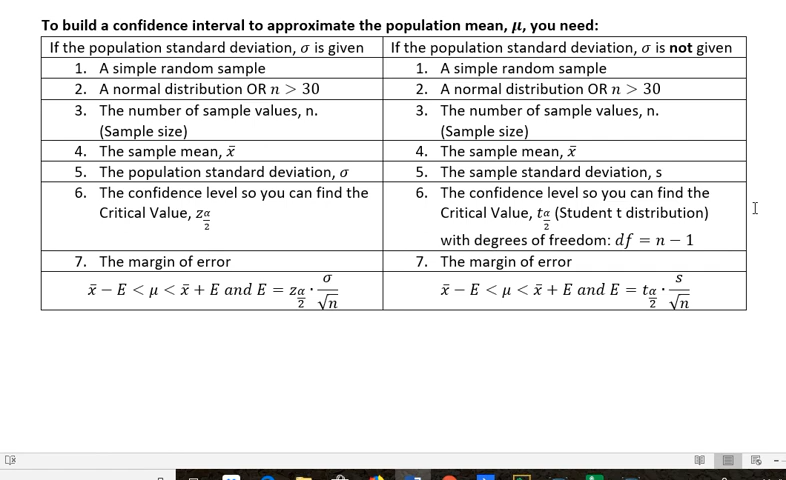 To build a confidence interval to approximate the population mean, μ, you need:
If the population standard deviation, σ is given
1. A simple random sample
2. A normal distribution OR n > 30
3. The number of sample values, n.
(Sample size)
4. The sample mean, x̄
5. The population standard deviation, σ
6. The confidence level so you can find the
Critical Value, z_{α/2}
7. The margin of error
x̄ − E < μ < x̄ + E and E = z_{α/2} · σ/√n
If the population standard deviation, σ is not given
1. A simple random sample
2. A normal distribution OR n > 30
3. The number of sample values, n.
(Sample size)
4. The sample mean, x̄
5. The sample standard deviation, s
6. The confidence level so you can find the
Critical Value, t_{α/2} (Student t distribution)
with degrees of freedom: df = n − 1
7. The margin of error
x̄ − E < μ < x̄ + E and E = t_{α/2} · s/√n